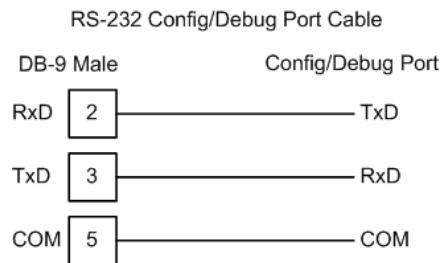 RS-232 Config/Debug Port Cable
DB-9 Male Config/Debug Port
RxD 2 TxD
TxD 3 RxD
COM 5 COM